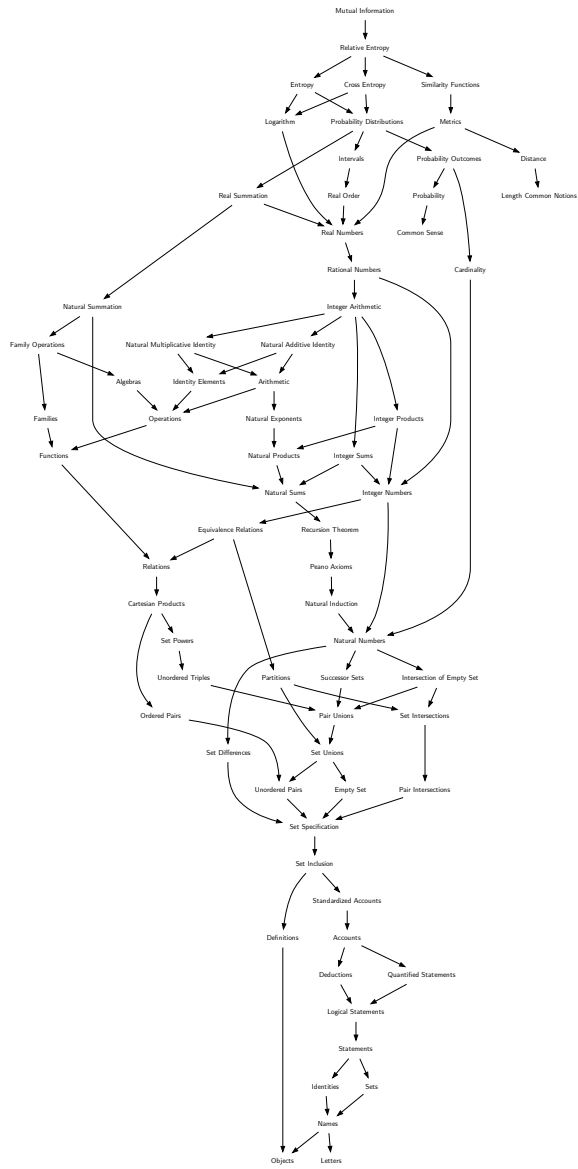 Mutual Information
Relative Entropy
Entropy Cross Entropy Similarity Functions
Logarithm Probability Distributions Metrics
Intervals Probability Outcomes Distance
Real Summation Real Order Probability Length Common Notions
Real Numbers Common Sense
Rational Numbers Cardinality
Natural Summation Integer Arithmetic
Family Operations Natural Multiplicative Identity Natural Additive Identity
Algebras Identity Elements Arithmetic
Families Operations Natural Exponents Integer Products
Functions Natural Products Integer Sums
Natural Sums Integer Numbers
Equivalence Relations Recursion Theorem
Relations Peano Axioms
Cartesian Products Natural Induction
Set Powers Natural Numbers
Unordered Triples Partitions Successor Sets Intersection of Empty Set
Ordered Pairs Pair Unions Set Intersections
Set Differences Set Unions
Unordered Pairs Empty Set Pair Intersections
Set Specification
Set Inclusion
Standardized Accounts
Definitions Accounts
Deductions Quantified Statements
Logical Statements
Statements
Identities Sets
Names
Objects Letters